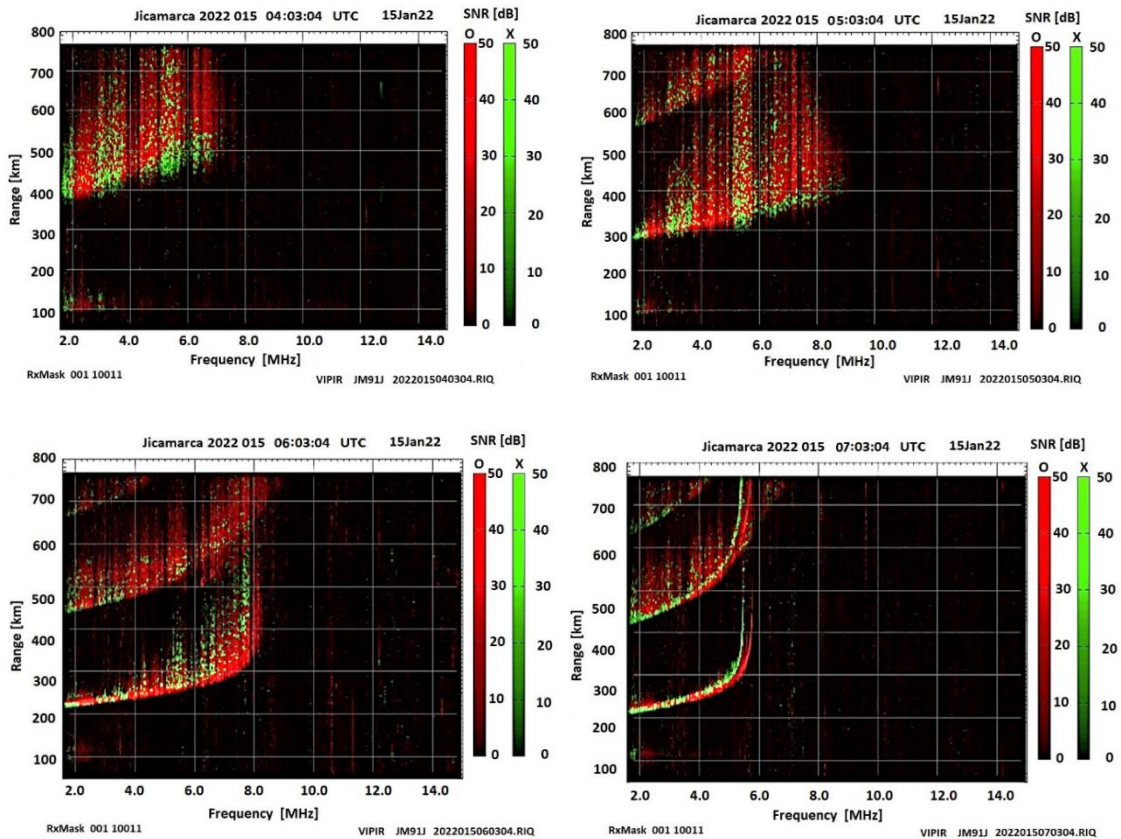 Jicamarca 2022 015 04:03:04 UTC 15Jan22 SNR [dB]
O X
800
700
600
500
400
300
200
100
Range [km]
50 50
40 40
30 30
20 20
10 10
0 0
2.0 4.0 6.0 8.0 10.0 12.0 14.0
Frequency [MHz]
RxMask 001 10011 VIPIR JM91J 2022015040304.RIQ
Jicamarca 2022 015 05:03:04 UTC 15Jan22 SNR [dB]
O X
800
700
600
500
400
300
200
100
Range [km]
50 50
40 40
30 30
20 20
10 10
0 0
2.0 4.0 6.0 8.0 10.0 12.0 14.0
Frequency [MHz]
RxMask 001 10011 VIPIR JM91J 2022015050304.RIQ
Jicamarca 2022 015 06:03:04 UTC 15Jan22 SNR [dB]
O X
800
700
600
500
400
300
200
100
Range [km]
50 50
40 40
30 30
20 20
10 10
0 0
2.0 4.0 6.0 8.0 10.0 12.0 14.0
Frequency [MHz]
RxMask 001 10011 VIPIR JM91J 2022015060304.RIQ
Jicamarca 2022 015 07:03:04 UTC 15Jan22 SNR [dB]
O X
800
700
600
500
400
300
200
100
Range [km]
50 50
40 40
30 30
20 20
10 10
0 0
2.0 4.0 6.0 8.0 10.0 12.0 14.0
Frequency [MHz]
RxMask 001 10011 VIPIR JM91J 2022015070304.RIQ